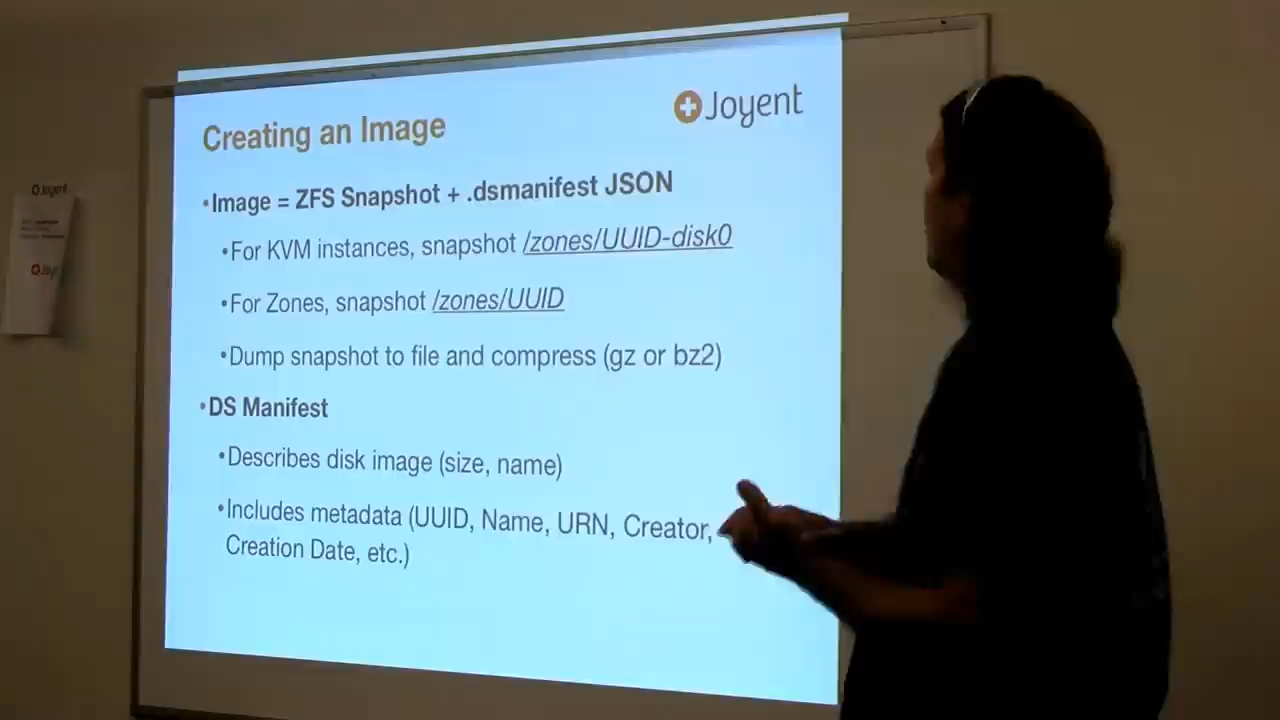 Joyent
Creating an Image
•Image = ZFS Snapshot + .dsmanifest JSON
•For KVM instances, snapshot /zones/UUID-disk0
•For Zones, snapshot /zones/UUID
•Dump snapshot to file and compress (gz or bz2)
•DS Manifest
•Describes disk image (size, name)
•Includes metadata (UUID, Name, URN, Creator,
Creation Date, etc.)
Joyent
Joyent